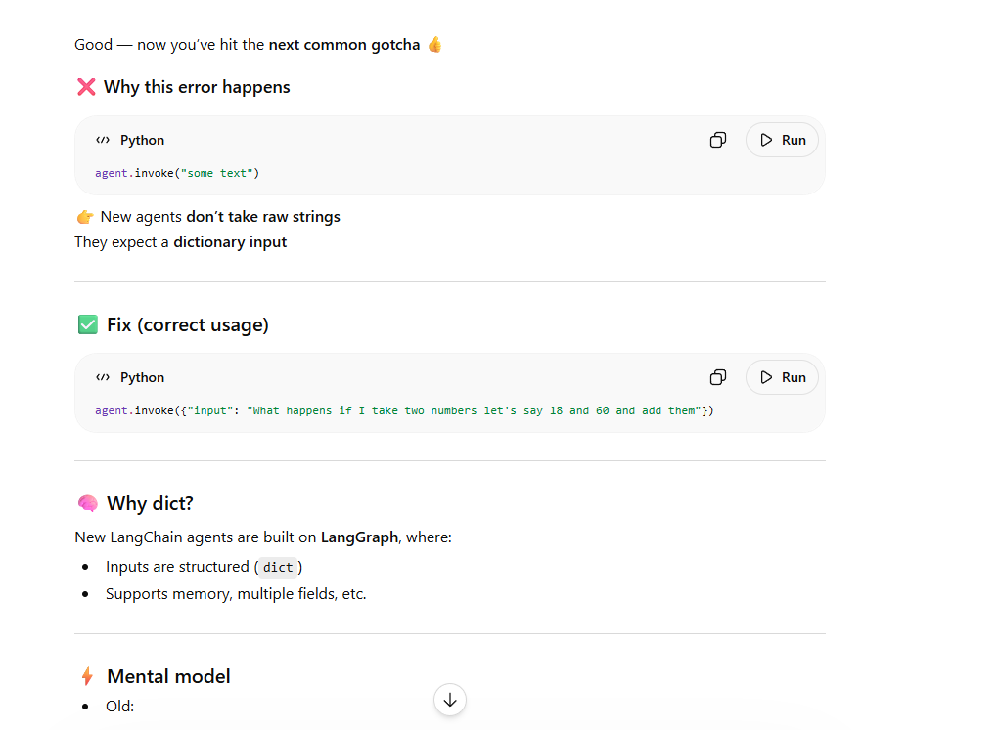 Good — now you’ve hit the next common gotcha 👍
❌ Why this error happens
Python
Run
agent.invoke("some text")
👉 New agents don’t take raw strings
They expect a dictionary input
✅ Fix (correct usage)
Python
Run
agent.invoke({"input": "What happens if I take two numbers let's say 18 and 60 and add them"})
🧠 Why dict?
New LangChain agents are built on LangGraph, where:
• Inputs are structured (dict)
• Supports memory, multiple fields, etc.
⚡ Mental model
• Old: